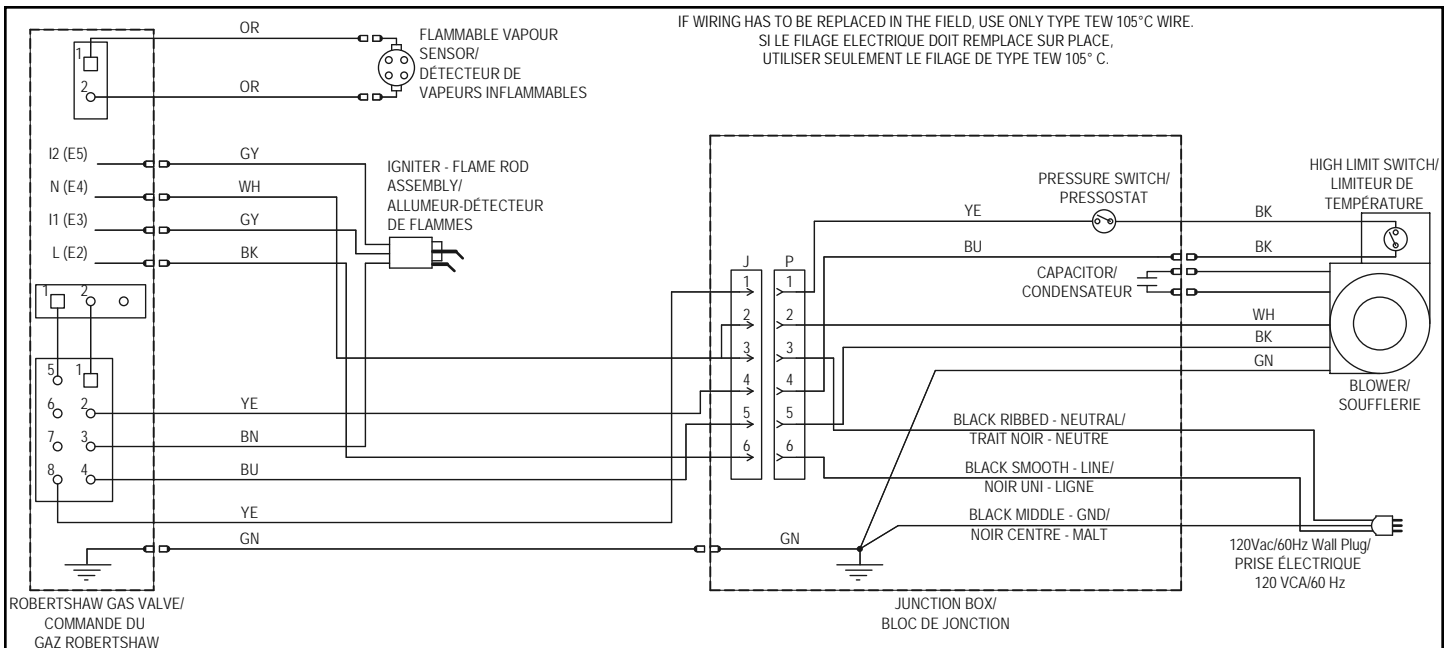 IF WIRING HAS TO BE REPLACED IN THE FIELD, USE ONLY TYPE TEW 105°C WIRE.
SI LE FILAGE ELECTRIQUE DOIT REMPLACE SUR PLACE,
UTILISER SEULEMENT LE FILAGE DE TYPE TEW 105° C.
OR
FLAMMABLE VAPOUR
SENSOR/
DÉTECTEUR DE
VAPEURS INFLAMMABLES
1
2
OR
I2 (E5)
GY
N (E4)
WH
I1 (E3)
GY
L (E2)
BK
IGNITER - FLAME ROD
ASSEMBLY/
ALLUMEUR-DÉTECTEUR
DE FLAMMES
1
2
5
1
6
2
7
3
8
4
YE
BN
BU
YE
GN
J
1
2
3
4
5
6
P
1
2
3
4
5
6
YE
BU
PRESSURE SWITCH/
PRESSOSTAT
BK
BK
CAPACITOR/
CONDENSATEUR
HIGH LIMIT SWITCH/
LIMITEUR DE
TEMPÉRATURE
WH
BK
GN
BLOWER/
SOUFFLERIE
BLACK RIBBED - NEUTRAL/
TRAIT NOIR - NEUTRE
BLACK SMOOTH - LINE/
NOIR UNI - LIGNE
BLACK MIDDLE - GND/
NOIR CENTRE - MALT
GN
120Vac/60Hz Wall Plug/
PRISE ÉLECTRIQUE
120 VCA/60 Hz
ROBERTSHAW GAS VALVE/
COMMANDE DU
GAZ ROBERTSHAW
JUNCTION BOX/
BLOC DE JONCTION